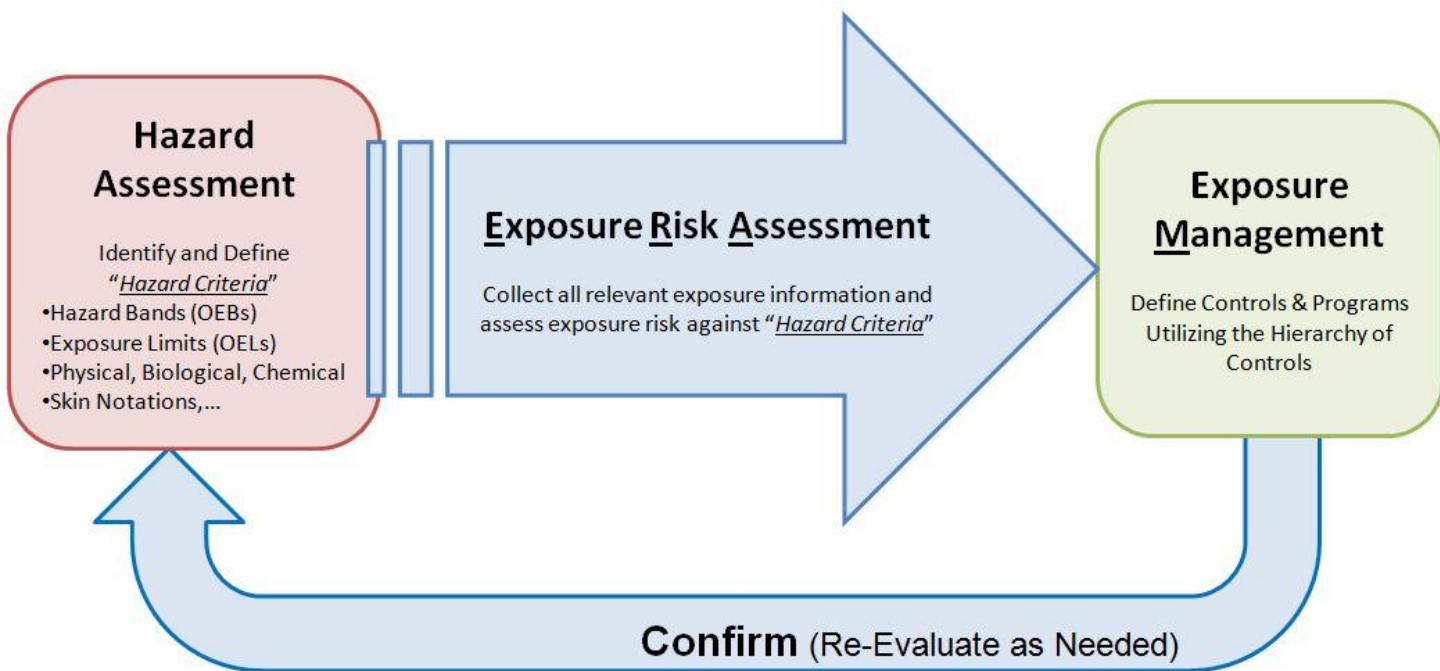 Hazard
Assessment
Identify and Define
“Hazard Criteria”
•Hazard Bands (OEBs)
•Exposure Limits (OELs)
•Physical, Biological, Chemical
•Skin Notations,...
Exposure Risk Assessment
Collect all relevant exposure information and
assess exposure risk against “Hazard Criteria”
Exposure
Management
Define Controls & Programs
Utilizing the Hierarchy of
Controls
Confirm (Re-Evaluate as Needed)